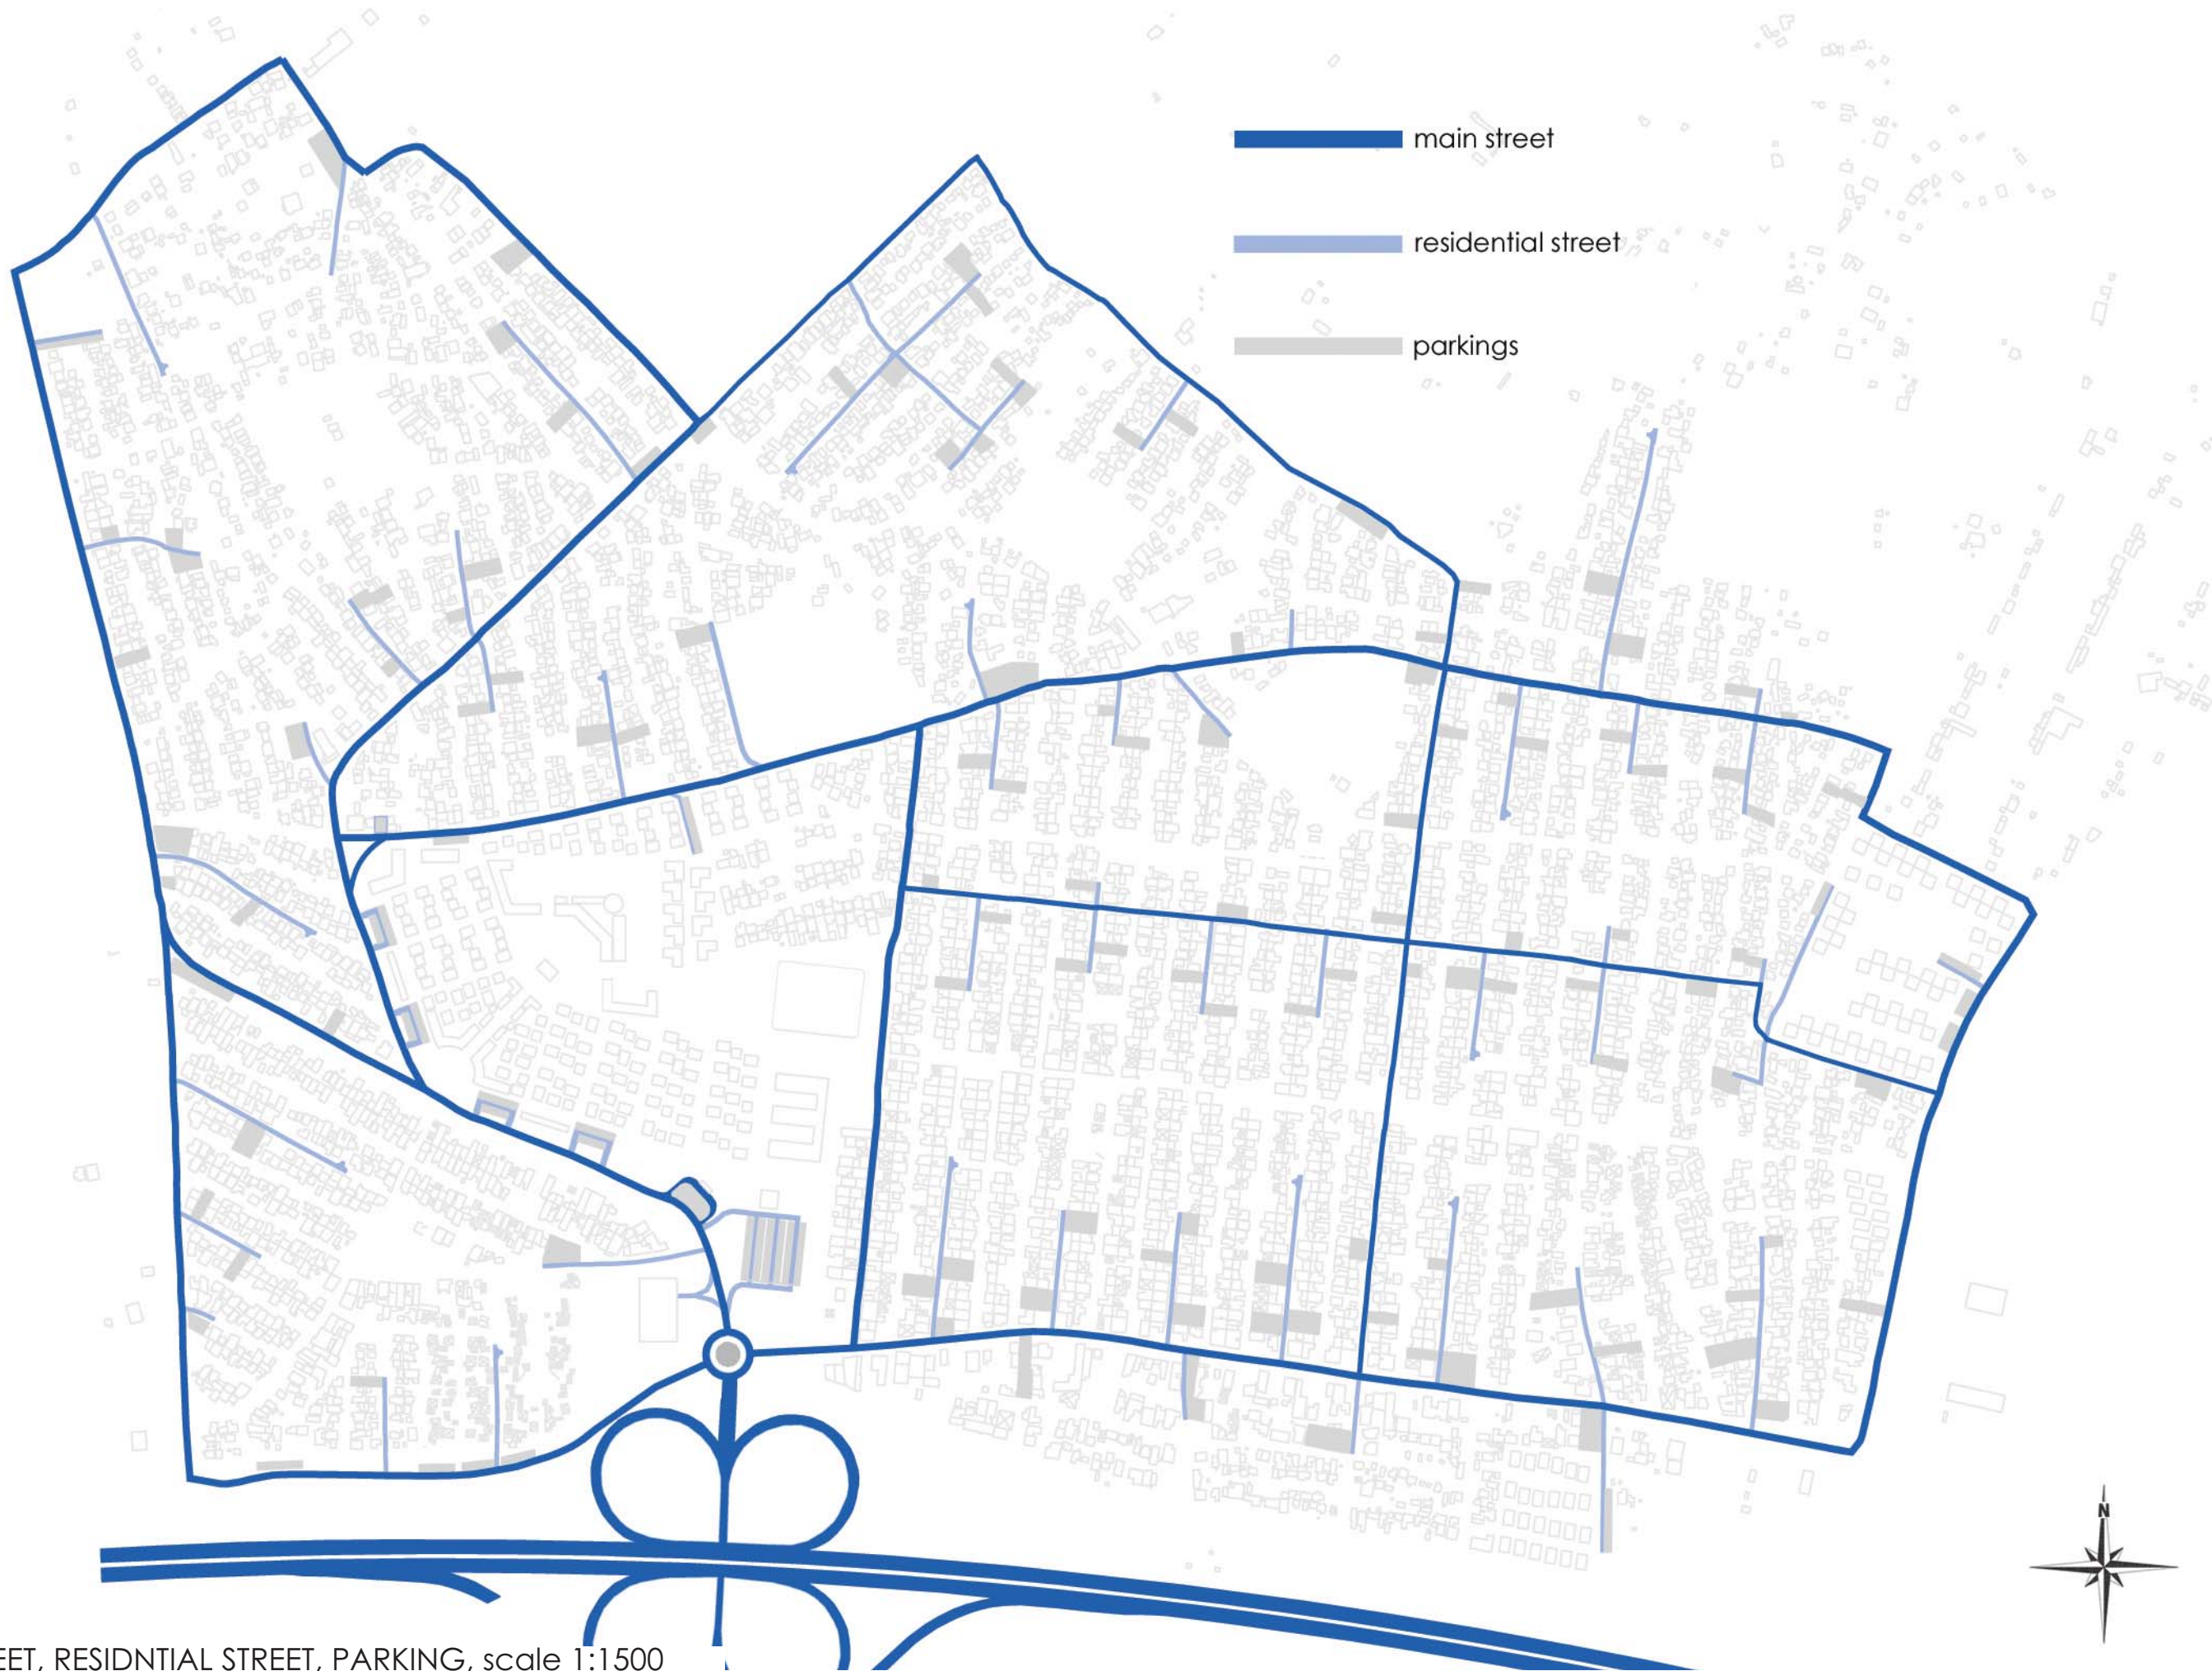 main street
residential street
parkings
N
EET, RESIDNTIAL STREET, PARKING, scale 1:1500